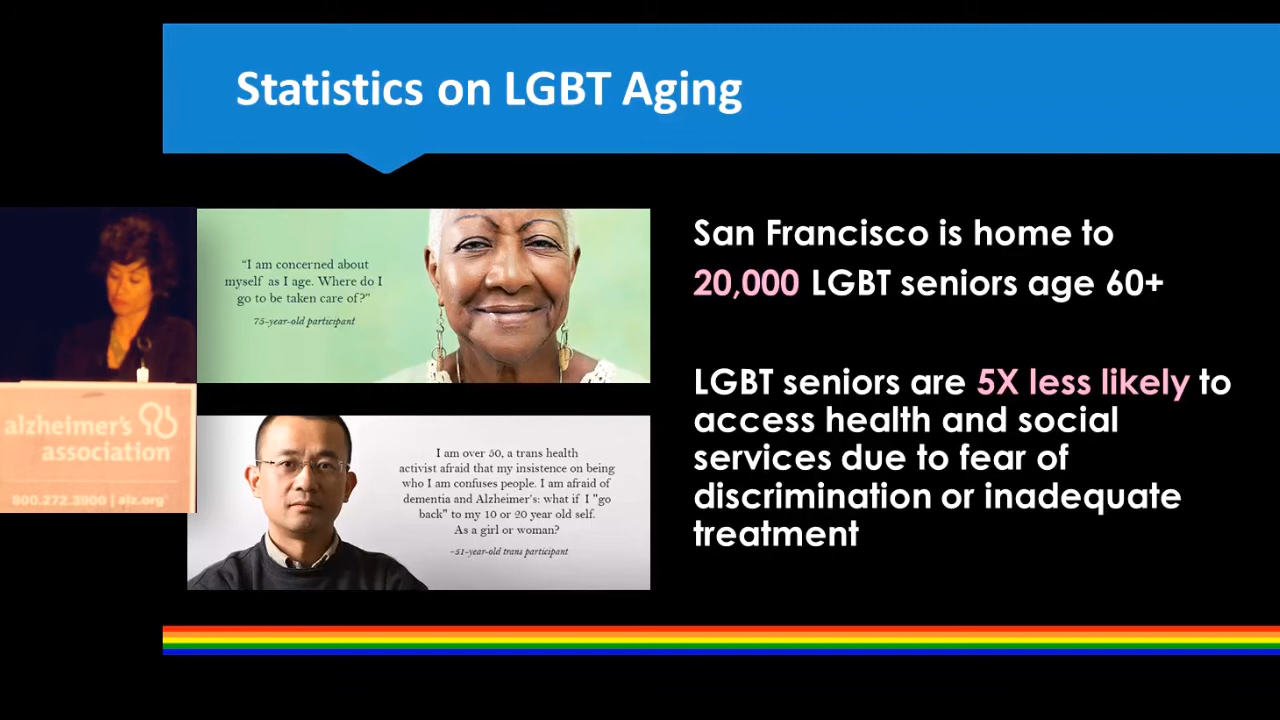 Statistics on LGBT Aging
“I am concerned about
myself as I age. Where do I
go to be taken care of?”
75-year-old participant
San Francisco is home to
20,000 LGBT seniors age 60+
LGBT seniors are 5X less likely to
access health and social
services due to fear of
discrimination or inadequate
treatment
alzheimer's
association
800.272.3900 | alz.org
I am over 50, a trans health
activist afraid that my insistence on being
who I am confuses people. I am afraid of
dementia and Alzheimer's: what if I "go
back" to my 10 or 20 year old self.
As a girl or woman?
-51-year-old trans participant